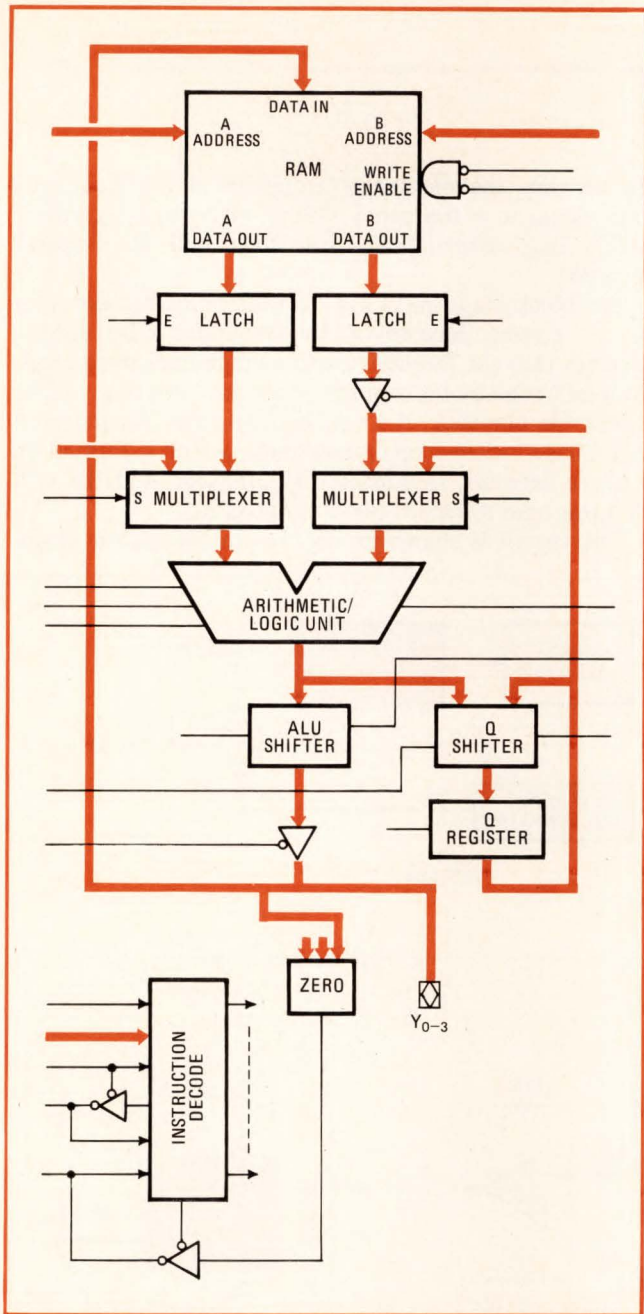 DATA IN
A
ADDRESS
B
ADDRESS
RAM
WRITE
ENABLE
A
DATA OUT
B
DATA OUT
E LATCH
LATCH E
S MULTIPLEXER
MULTIPLEXER S
ARITHMETIC/
LOGIC UNIT
ALU
SHIFTER
Q
SHIFTER
Q
REGISTER
ZERO
Y₀₋₃
INSTRUCTION
DECODE